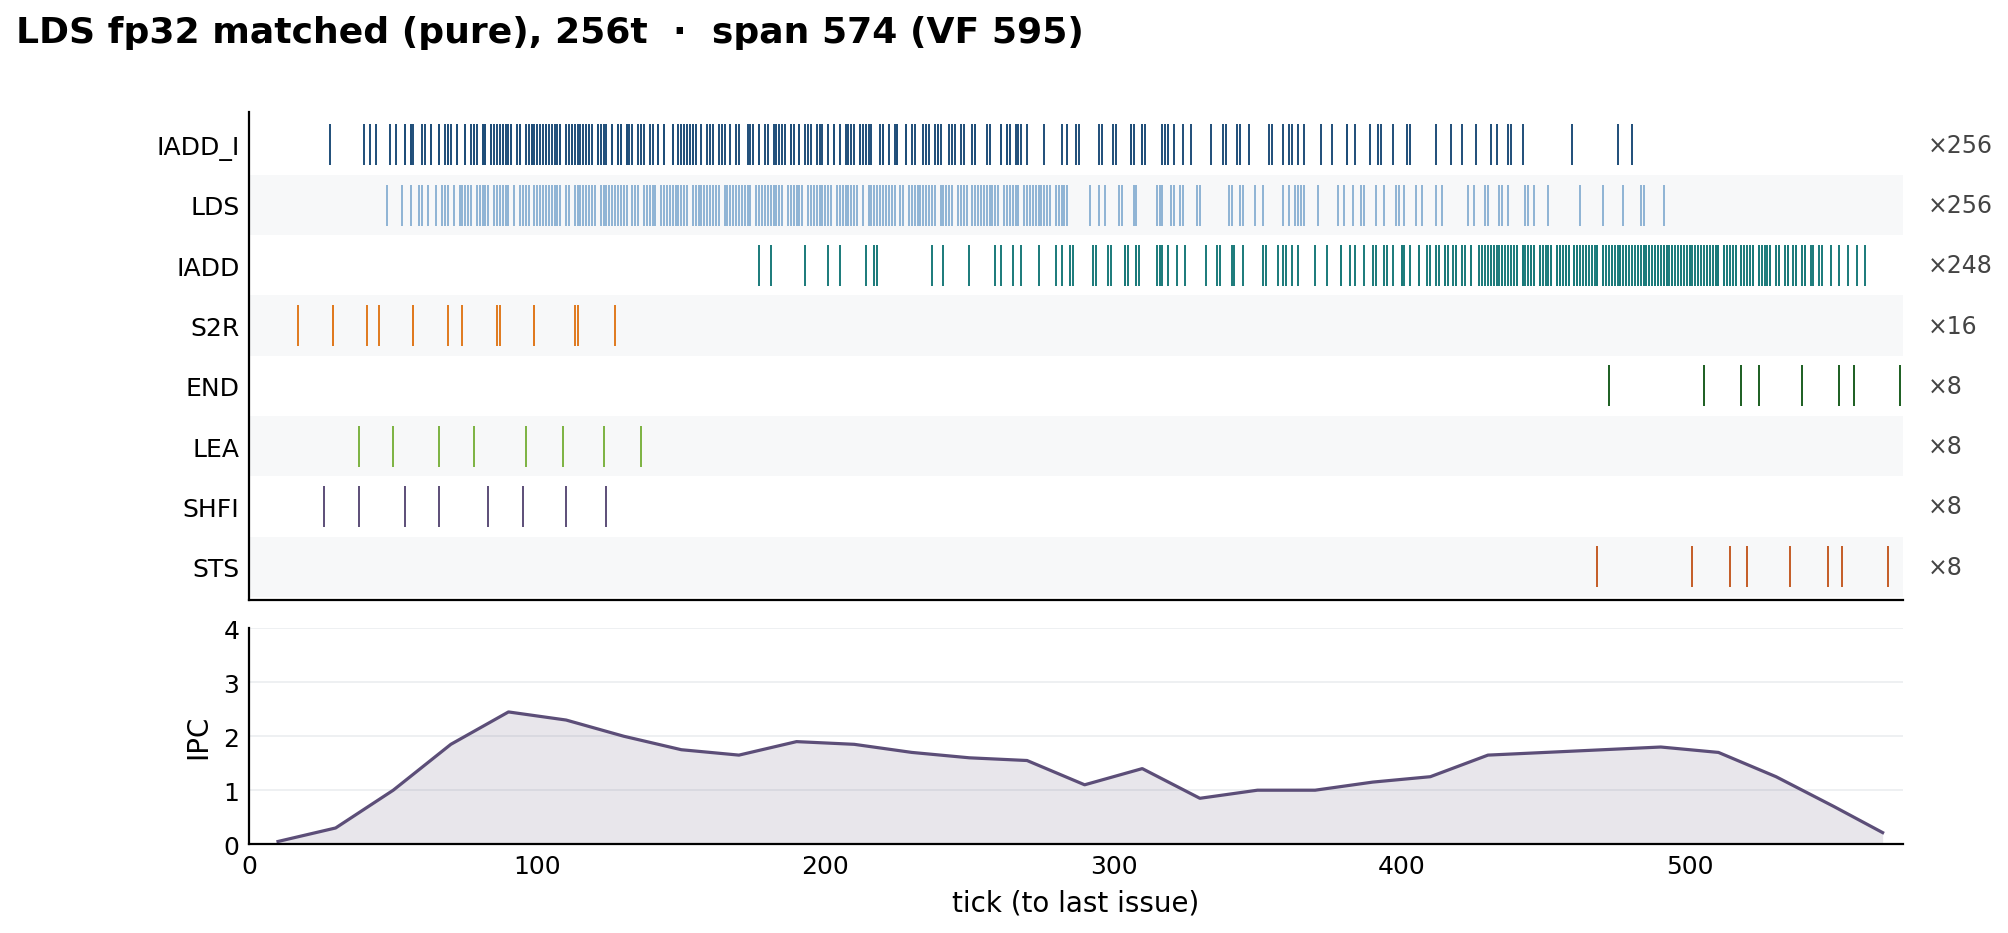 LDS fp32 matched (pure), 256t · span 574 (VF 595)
IADD_I ×256
LDS ×256
IADD ×248
S2R ×16
END ×8
LEA ×8
SHFI ×8
STS ×8
4
3
2
1
0
IPC
0 100 200 300 400 500
tick (to last issue)